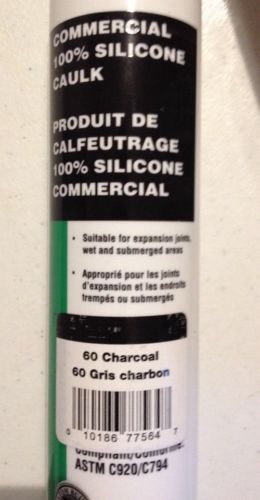 COMMERCIAL
100% SILICONE
CAULK
PRODUIT DE
CALFEUTRAGE
100% SILICONE
COMMERCIAL
• Suitable for expansion joints,
wet and submerged areas
• Approprié pour les joints
d'expansion et les endroits
trempés ou submergés
60 Charcoal
60 Gris charbon
0 10186 77564 7
Compliant/Conforme:
ASTM C920/C794